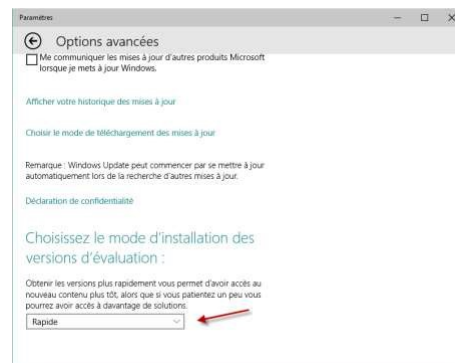 Paramètres
Options avancées
Me communiquer les mises à jour d'autres produits Microsoft
lorsque je mets à jour Windows.
Afficher votre historique des mises à jour
Choisir le mode de téléchargement des mises à jour
Remarque : Windows Update peut commencer par se mettre à jour
automatiquement lors de la recherche d'autres mises à jour.
Déclaration de confidentialité
Choisissez le mode d'installation des
versions d'évaluation :
Obtenir les versions plus rapidement vous permet d'avoir accès au
nouveau contenu plus tôt, alors que si vous patientez un peu vous
pourrez avoir accès à davantage de solutions.
Rapide